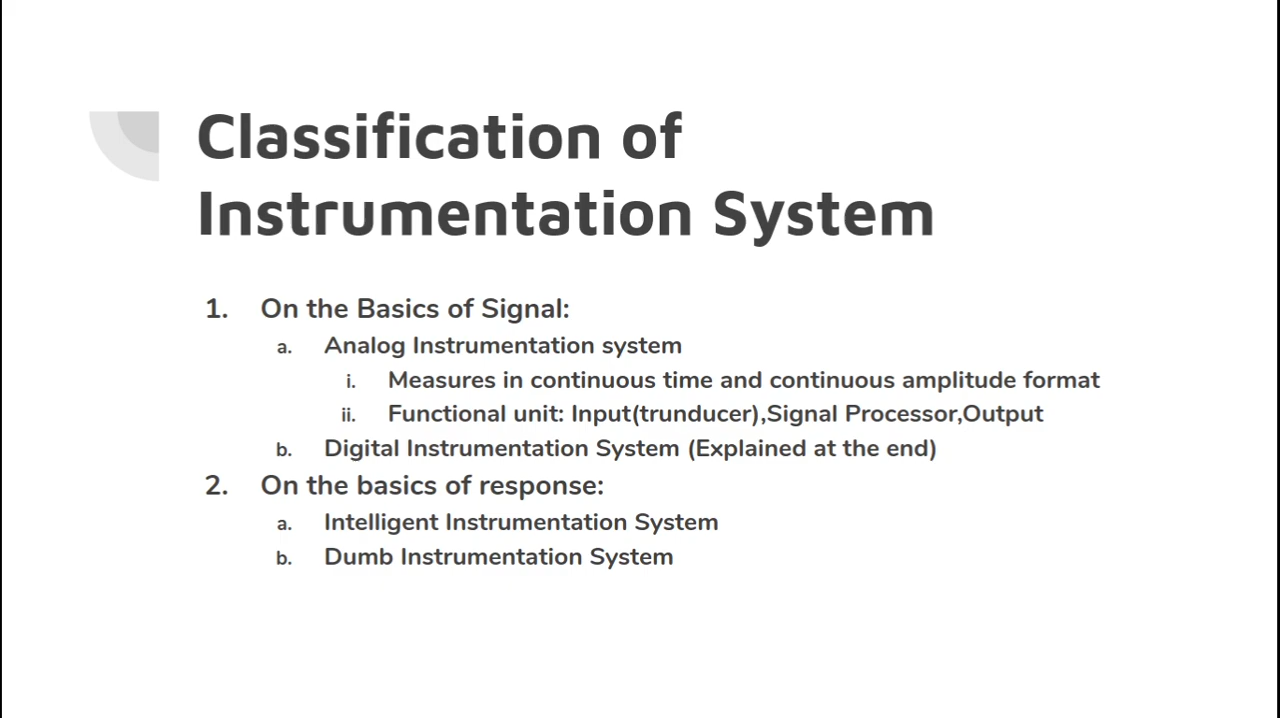 Classification of
Instrumentation System
1. On the Basics of Signal:
a. Analog Instrumentation system
i. Measures in continuous time and continuous amplitude format
ii. Functional unit: Input(trunducer),Signal Processor,Output
b. Digital Instrumentation System (Explained at the end)
2. On the basics of response:
a. Intelligent Instrumentation System
b. Dumb Instrumentation System